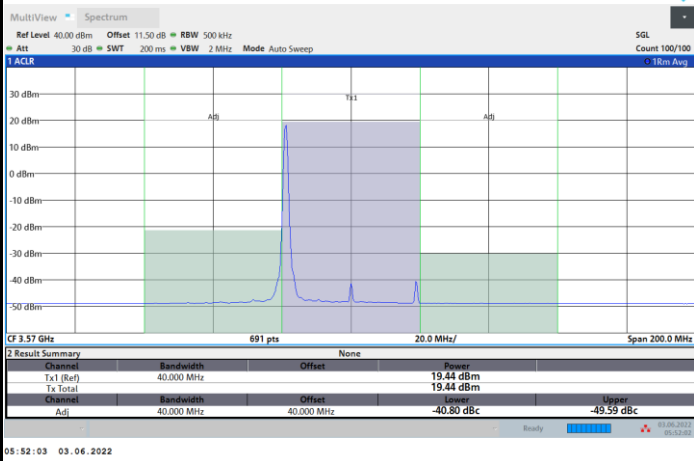 MultiView Spectrum
Ref Level 40.00 dBm Offset 11.50 dB RBW 500 kHz SGL
Att 30 dB SWT 200 ms VBW 2 MHz Mode Auto Sweep Count 100/100
1 ACLR 1Rm Avg
30 dBm
Tx1
20 dBm Adj Adj
10 dBm
0 dBm
-10 dBm
-20 dBm
-30 dBm
-40 dBm
-50 dBm
CF 3.57 GHz 691 pts 20.0 MHz/ Span 200.0 MHz
2 Result Summary None
Channel Bandwidth Offset Power
Tx1 (Ref) 40.000 MHz 19.44 dBm
Tx Total 19.44 dBm
Channel Bandwidth Offset Lower Upper
Adj 40.000 MHz 40.000 MHz -40.80 dBc -49.59 dBc
Ready 03.06.2022
05:52:02
05:52:03 03.06.2022